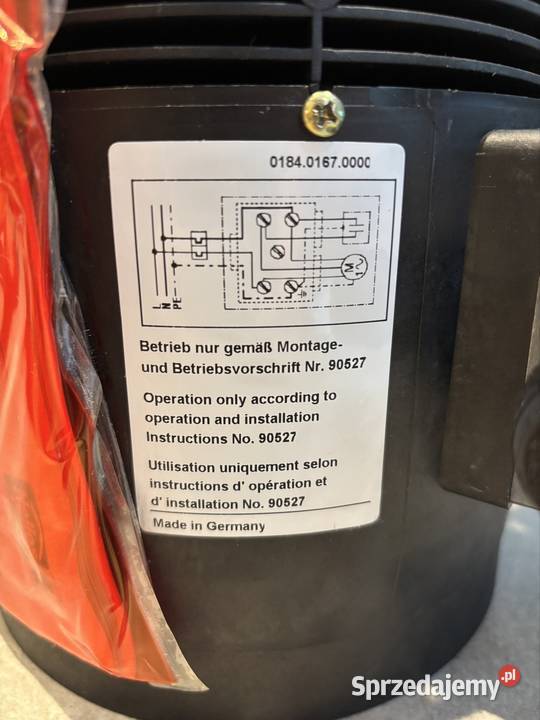 0184.0167.0000
L
N
PE
M
1~
Betrieb nur gemäß Montage-
und Betriebsvorschrift Nr. 90527
Operation only according to
operation and installation
Instructions No. 90527
Utilisation uniquement selon
instructions d' opération et
d' installation No. 90527
Made in Germany
Sprzedajemy.pl